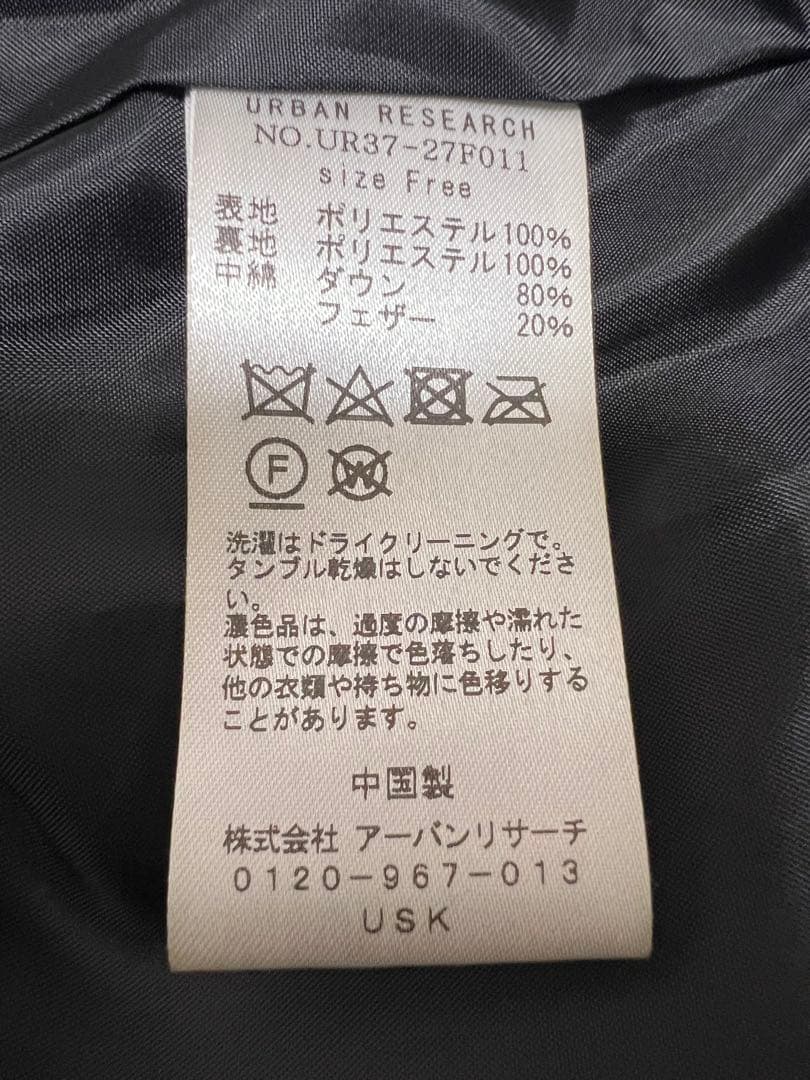 URBAN RESEARCH
NO.UR37-27F011
size Free
表地 ポリエステル100%
裏地 ポリエステル100%
中綿 ダウン 80%
フェザー 20%
F W
洗濯はドライクリーニングで。
タンブル乾燥はしないでくださ
い。
濃色品は、過度の摩擦や濡れた
状態での摩擦で色落ちしたり、
他の衣類や持ち物に色移りする
ことがあります。
中国製
株式会社 アーバンリサーチ
0120-967-013
USK